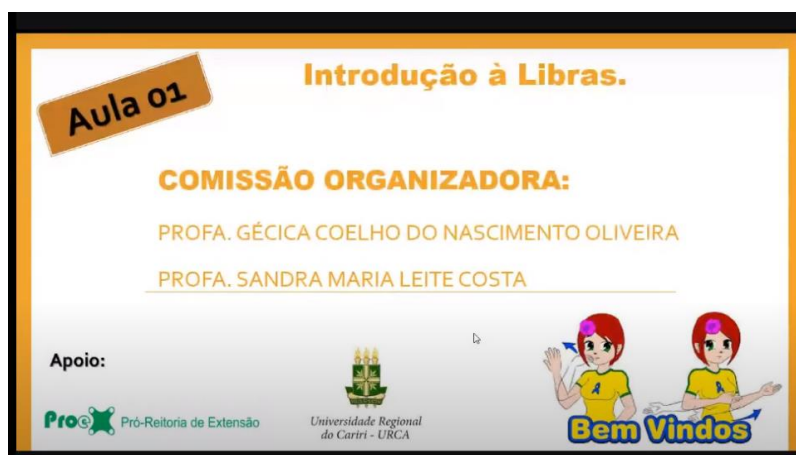 Aula 01
Introdução à Libras.
COMISSÃO ORGANIZADORA:
PROFA. GÉCICA COELHO DO NASCIMENTO OLIVEIRA
PROFA. SANDRA MARIA LEITE COSTA
Apoio:
Proex Pró-Reitoria de Extensão
Universidade Regional
do Cariri - URCA
A
A
Bem Vindos